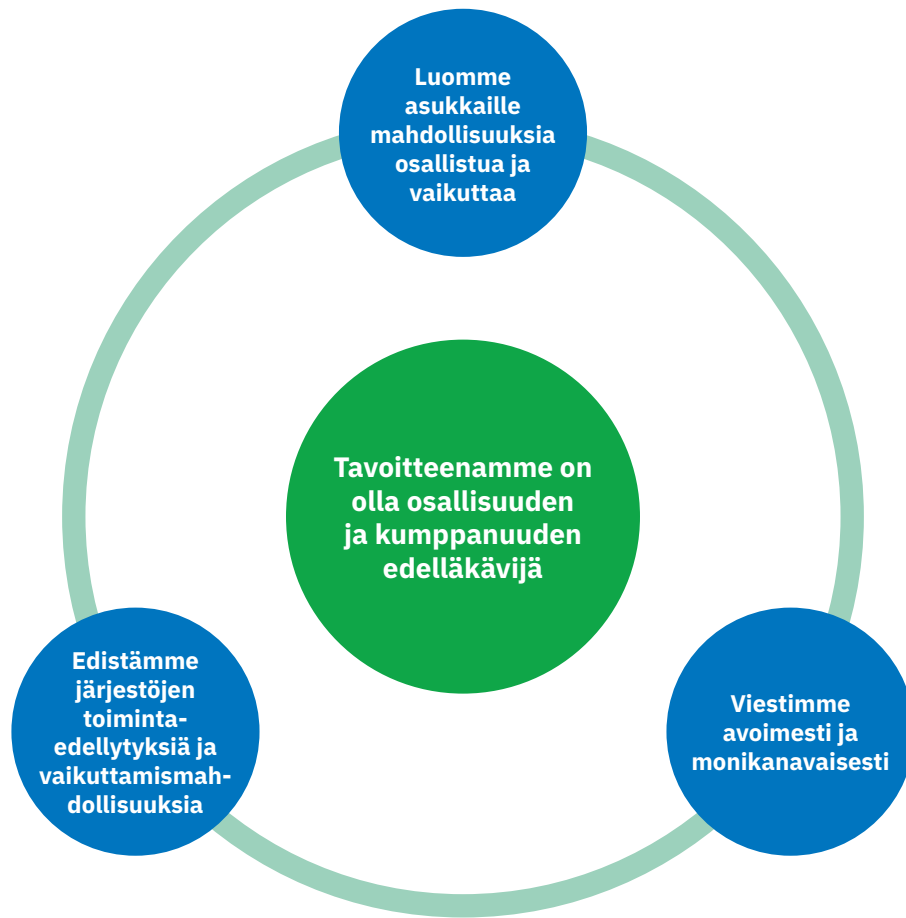 Luomme
asukkaille
mahdollisuuksia
osallistua ja
vaikuttaa
Tavoitteenamme on
olla osallisuuden
ja kumppanuuden
edelläkävijä
Edistämme
järjestöjen
toiminta-
edellytyksiä ja
vaikuttamismah-
dollisuuksia
Viestimme
avoimesti ja
monikanavaisesti